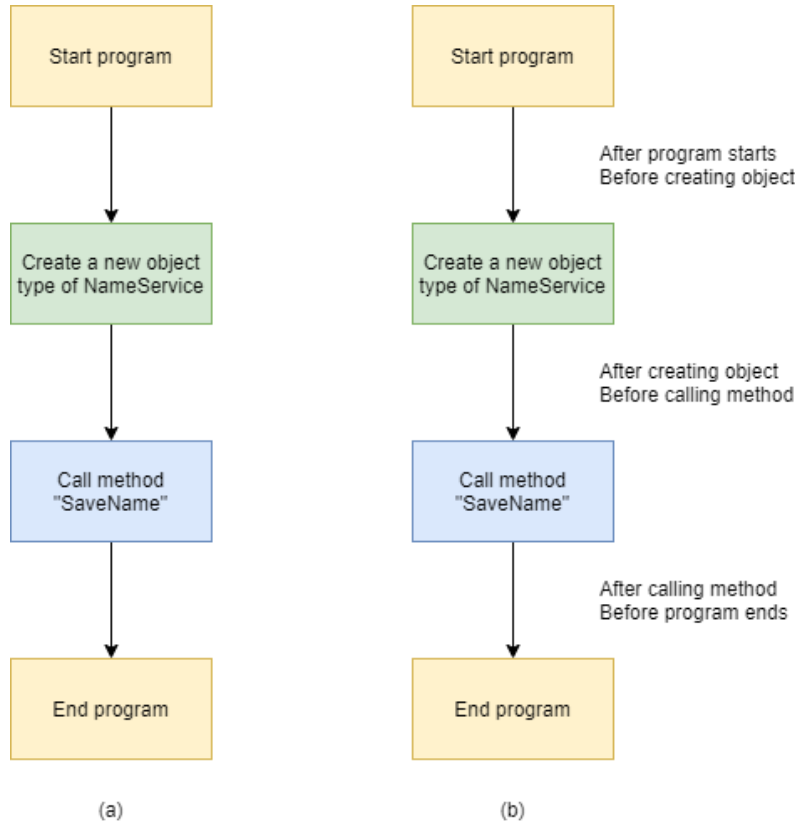 Start program
Create a new object
type of NameService
Call method
"SaveName"
End program
(a)
Start program
After program starts
Before creating object
Create a new object
type of NameService
After creating object
Before calling method
Call method
"SaveName"
After calling method
Before program ends
End program
(b)